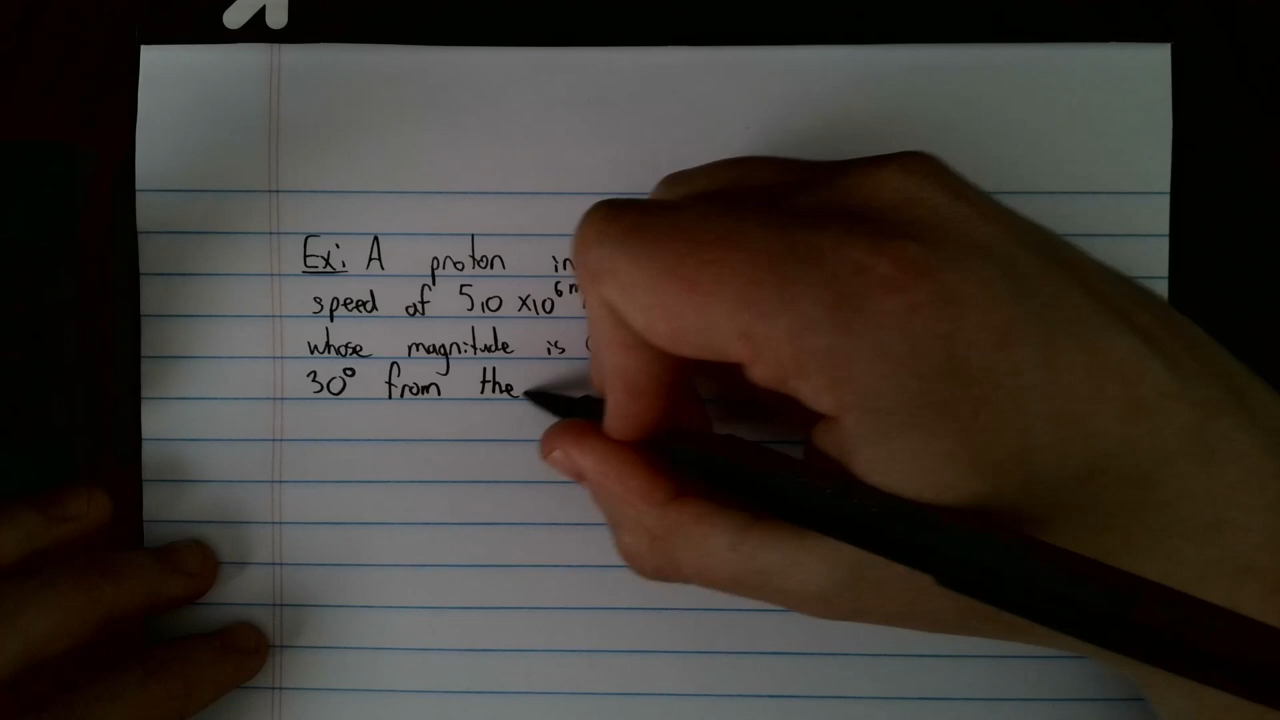 Ex: A proton in
speed of 5,0 x10⁶ m
whose magnitude is
30° from the